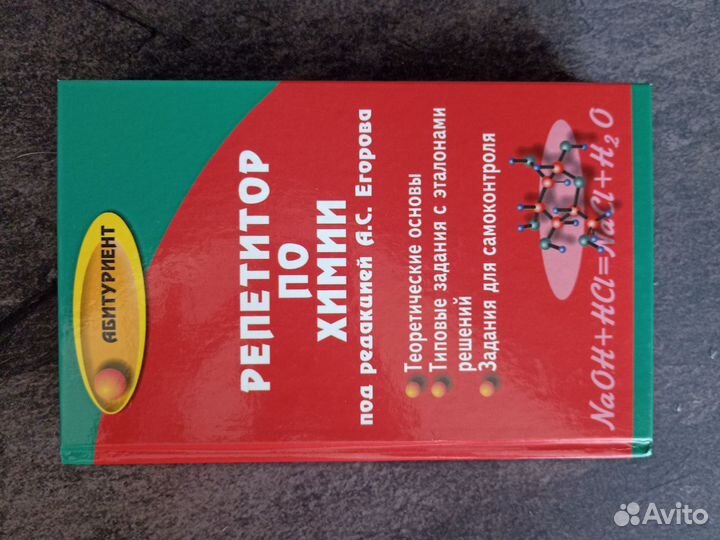 АБИТУРИЕНТ
РЕПЕТИТОР
ПО
ХИМИИ
под редакцией А.С. Егорова
Теоретические основы
Типовые задания с эталонами
решений
Задания для самоконтроля
NaOH+HCl=NaCl+H₂O
Avito